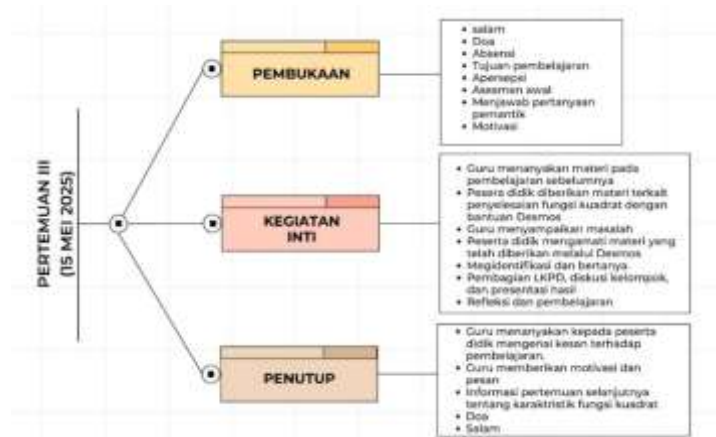 PERTEMUAN III
(15 MEI 2025)
PEMBUKAAN
• salam
• Doa
• Absensi
• Tujuan pembelajaran
• Apersepsi
• Asesmen awal
• Menjawab pertanyaan
pemantik
• Motivasi
KEGIATAN
INTI
• Guru menanyakan materi pada
pembelajaran sebelumnya
• Pesera didik diberikan materi terkait
penyelesaian fungsi kuadrat dengan
bantuan Desmos
• Guru menyampaikan masalah
• Peserta didik mengamati materi yang
telah diberikan melalui Desmos
• Megidentifikasi dan bertanya.
• Pembagian LKPD, diskusi kelompok,
dan presentasi hasil
• Refleksi dan pembelajaran
PENUTUP
• Guru menanyakan kepada peserta
didik mengenai kesan terhadap
pembelajaran.
• Guru memberikan motivasi dan
pesan
• Informasi pertemuan selanjutnya
tentang karaktristik fungsi kuadrat
• Doa
• Salam